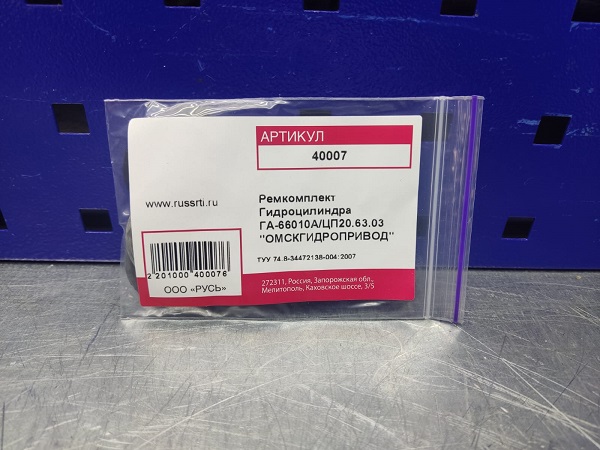 АРТИКУЛ
40007
www.russrti.ru
Ремкомплект
Гидроцилиндра
ГА-66010А/ЦП20.63.03
"ОМСКГИДРОПРИВОД"
ТУУ 74.8-34472138-004:2007
2 201000 400076
ООО «РУСЬ»
272311, Россия, Запорожская обл.,
Мелитополь, Каховское шоссе, 3/5